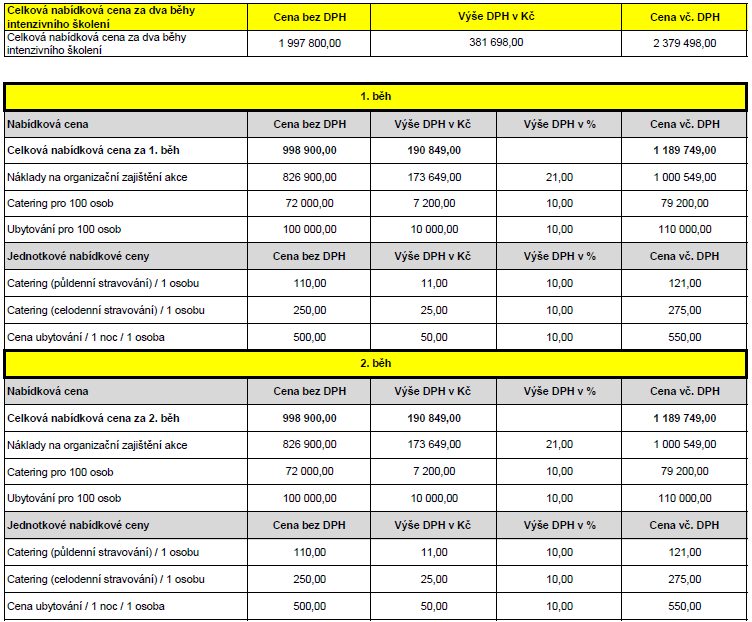 Celková nabídková cena za dva běhy intenzivního školení Cena bez DPH Výše DPH v Kč Cena vč. DPH
Celková nabídková cena za dva běhy intenzivního školení 1 997 800,00 381 698,00 2 379 498,00
1. běh
Nabídková cena Cena bez DPH Výše DPH v Kč Výše DPH v % Cena vč. DPH
Celková nabídková cena za 1. běh 998 900,00 190 849,00 1 189 749,00
Náklady na organizační zajištění akce 826 900,00 173 649,00 21,00 1 000 549,00
Catering pro 100 osob 72 000,00 7 200,00 10,00 79 200,00
Ubytování pro 100 osob 100 000,00 10 000,00 10,00 110 000,00
Jednotkové nabídkové ceny Cena bez DPH Výše DPH v Kč Výše DPH v % Cena vč. DPH
Catering (půldenní stravování) / 1 osobu 110,00 11,00 10,00 121,00
Catering (celodenní stravování) / 1 osobu 250,00 25,00 10,00 275,00
Cena ubytování / 1 noc / 1 osoba 500,00 50,00 10,00 550,00
2. běh
Nabídková cena Cena bez DPH Výše DPH v Kč Výše DPH v % Cena vč. DPH
Celková nabídková cena za 2. běh 998 900,00 190 849,00 1 189 749,00
Náklady na organizační zajištění akce 826 900,00 173 649,00 21,00 1 000 549,00
Catering pro 100 osob 72 000,00 7 200,00 10,00 79 200,00
Ubytování pro 100 osob 100 000,00 10 000,00 10,00 110 000,00
Jednotkové nabídkové ceny Cena bez DPH Výše DPH v Kč Výše DPH v % Cena vč. DPH
Catering (půldenní stravování) / 1 osobu 110,00 11,00 10,00 121,00
Catering (celodenní stravování) / 1 osobu 250,00 25,00 10,00 275,00
Cena ubytování / 1 noc / 1 osoba 500,00 50,00 10,00 550,00